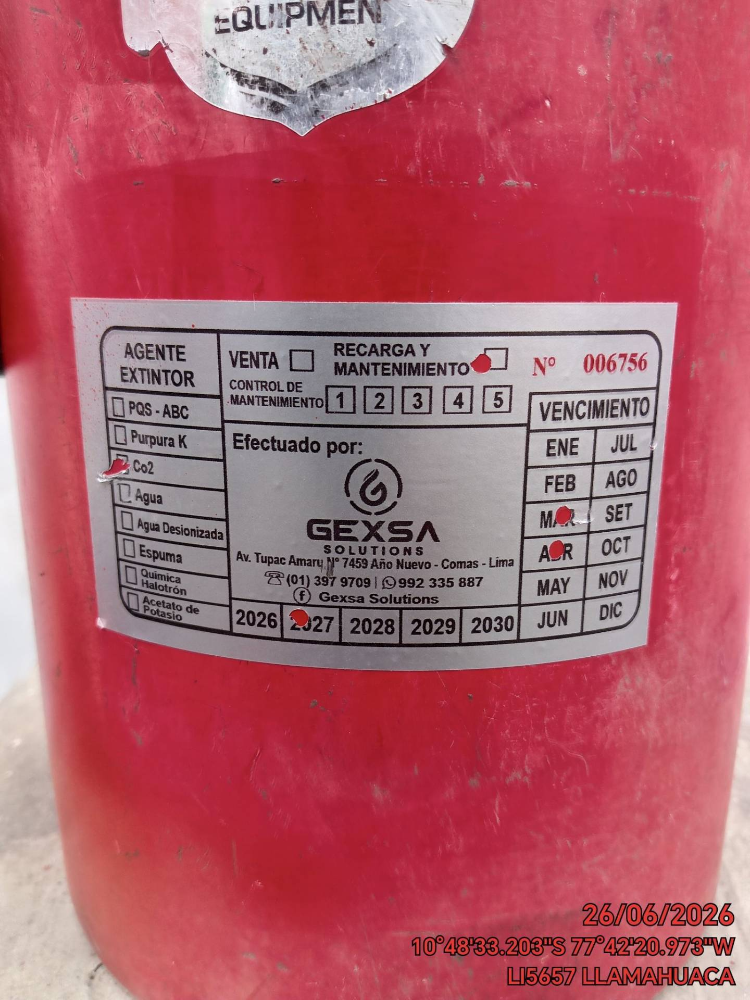 EQUIPMEN
AGENTE
EXTINTOR
PQS - ABC
Purpura K
Co2
Agua
Agua Desionizada
Espuma
Quimica
Halotrón
Acetato de
Potasio
VENTA
RECARGA Y
MANTENIMIENTO
CONTROL DE
MANTENIMIENTO 1 2 3 4 5
Nº 006756
Efectuado por:
GEXSA
SOLUTIONS
Av. Tupac Amaru Nº 7459 Año Nuevo - Comas - Lima
(01) 397 9709 | 992 335 887
f Gexsa Solutions
2026 2027 2028 2029 2030
VENCIMIENTO
ENE JUL
FEB AGO
MAR SET
ABR OCT
MAY NOV
JUN DIC
26/06/2026
10°48'33.203"S 77°42'20.973"W
LI5657 LLAMAHUACA